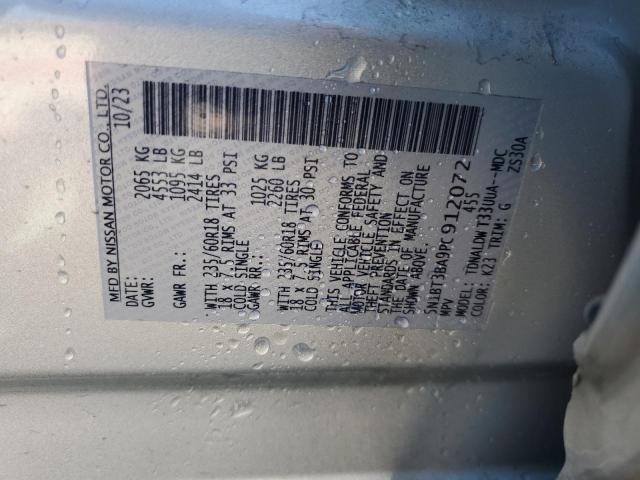 MFD BY NISSAN MOTOR CO., LTD.
DATE: 10/23
GVWR: 2065 KG
4553 LB
GAWR FR.: 1095 KG
2414 LB
WITH 235/60R18 TIRES
18 x 7.5 RIMS AT 33 PSI
COLD SINGLE
GAWR RR.: 1025 KG
2260 LB
WITH 235/60R18 TIRES
18 x 7.5 RIMS AT 30 PSI
COLD SINGLE
THIS VEHICLE CONFORMS TO
ALL APPLICABLE FEDERAL
MOTOR VEHICLE SAFETY AND
THEFT PREVENTION
STANDARDS IN EFFECT ON
THE DATE OF MANUFACTURE
SHOWN ABOVE.
5N1BT3BA9PC912072
MPV 455
MODEL: TDNALDW T33UUA--MDC
COLOR: K23 TRIM: G ZS30A